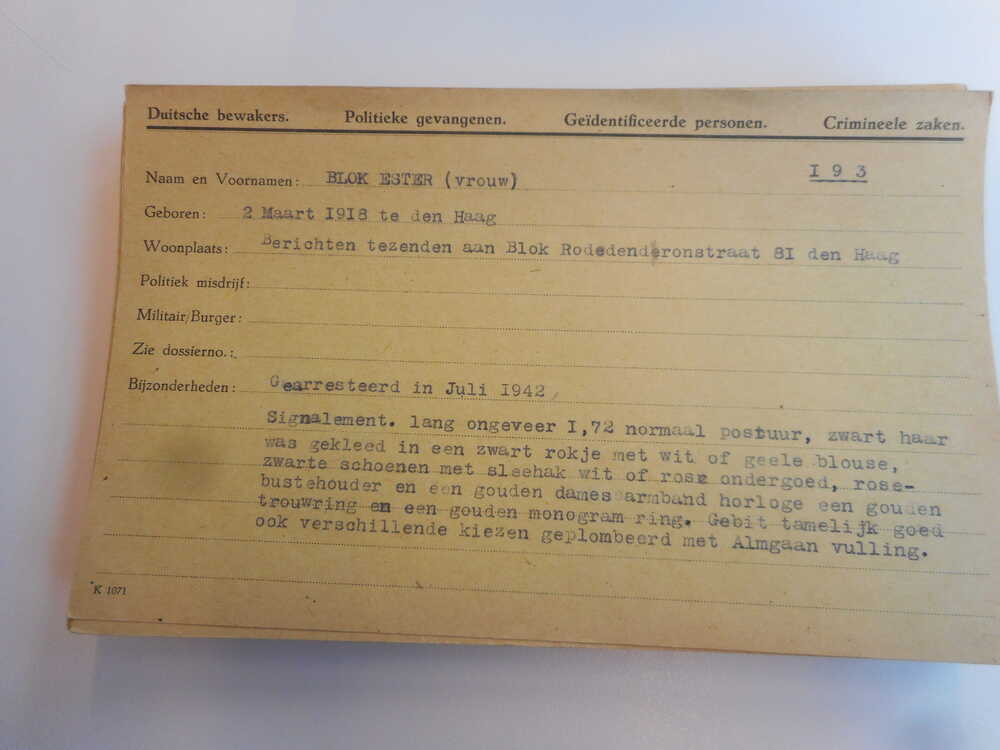 Duitsche bewakers. Politieke gevangenen. Geïdentificeerde personen. Crimineele zaken.
I 9 3
Naam en Voornamen: BLOK ESTER (vrouw)
Geboren: 2 Maart I9I8 te den Haag
Woonplaats: Berichten tezenden aan Blok Rodedenderonstraat 8I den Haag
Politiek misdrijf:
Militair/Burger:
Zie dossierno.:
Bijzonderheden: Gearresteerd in Juli 1942,
Signalement. lang ongeveer I,72 normaal postuur, zwart haar
was gekleed in een zwart rokje met wit of geele blouse,
zwarte schoenen met sleehak wit of rose ondergoed, rose-
bustehouder en een gouden dames armband horloge een gouden
trouwring en een gouden monogram ring. Gebit tamelijk goed
ook verschillende kiezen geplombeerd met Almgaan vulling.
K 1071